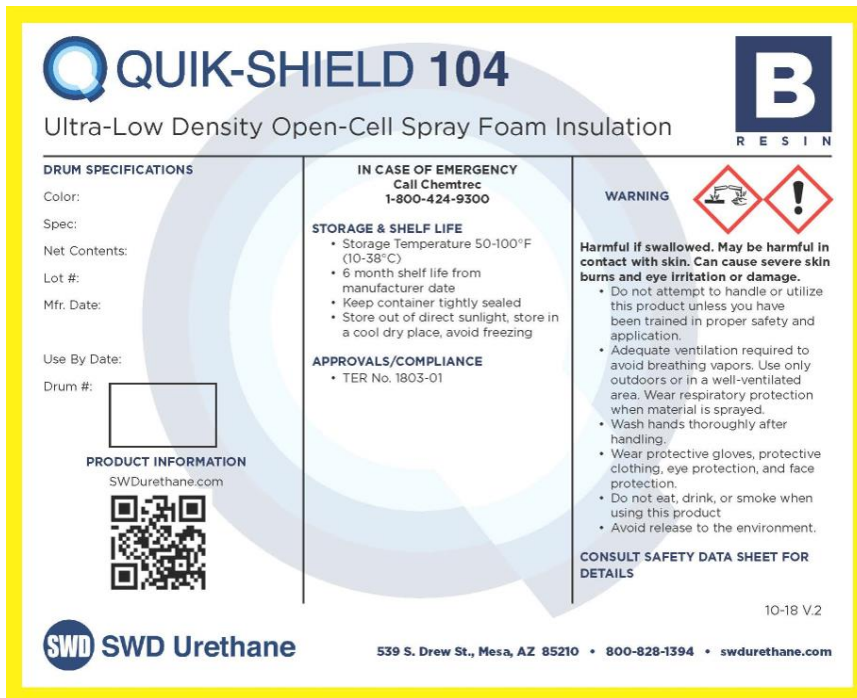 QUIK-SHIELD 104
Ultra-Low Density Open-Cell Spray Foam Insulation
B
RESIN
DRUM SPECIFICATIONS
Color:
Spec:
Net Contents:
Lot #:
Mfr. Date:
Use By Date:
Drum #:
PRODUCT INFORMATION
SWDurethane.com
IN CASE OF EMERGENCY
Call Chemtrec
1-800-424-9300
STORAGE & SHELF LIFE
• Storage Temperature 50-100°F
(10-38°C)
• 6 month shelf life from
manufacturer date
• Keep container tightly sealed
• Store out of direct sunlight, store in
a cool dry place, avoid freezing
APPROVALS/COMPLIANCE
• TER No. 1803-01
WARNING
Harmful if swallowed. May be harmful in
contact with skin. Can cause severe skin
burns and eye irritation or damage.
• Do not attempt to handle or utilize
this product unless you have
been trained in proper safety and
application.
• Adequate ventilation required to
avoid breathing vapors. Use only
outdoors or in a well-ventilated
area. Wear respiratory protection
when material is sprayed.
• Wash hands thoroughly after
handling.
• Wear protective gloves, protective
clothing, eye protection, and face
protection.
• Do not eat, drink, or smoke when
using this product
• Avoid release to the environment.
CONSULT SAFETY DATA SHEET FOR
DETAILS
10-18 V.2
SWD SWD Urethane
539 S. Drew St., Mesa, AZ 85210 • 800-828-1394 • swdurethane.com